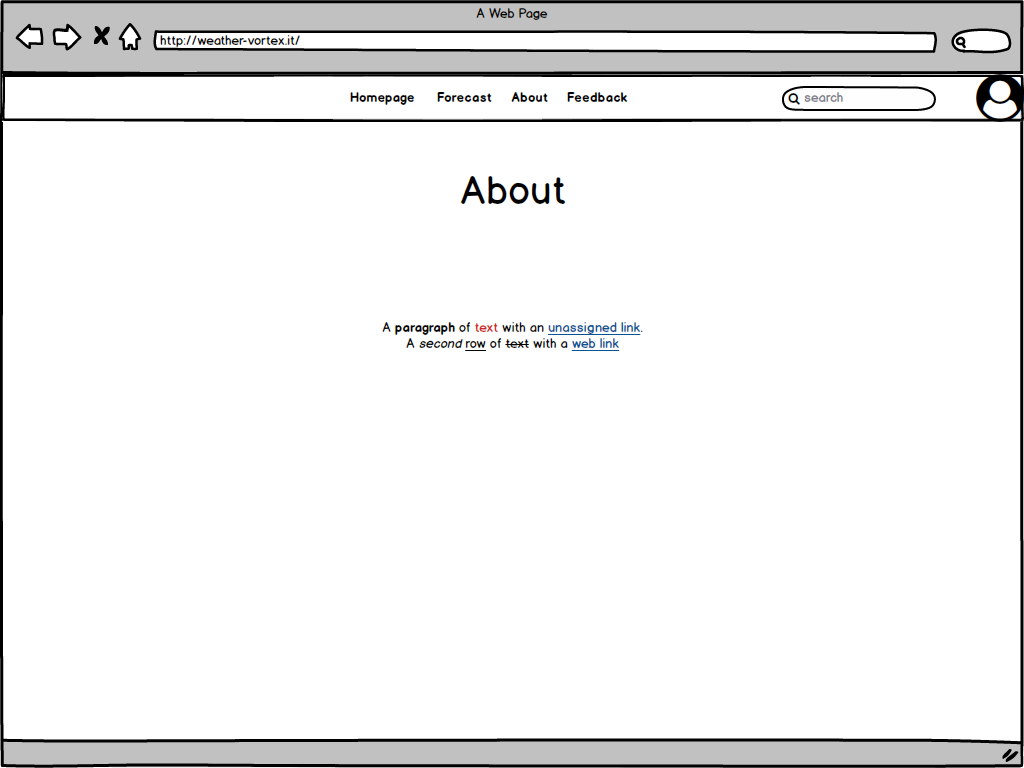 A Web Page
http://weather-vortex.it/
Homepage Forecast About Feedback search
About
A paragraph of text with an unassigned link.
A second row of text with a web link